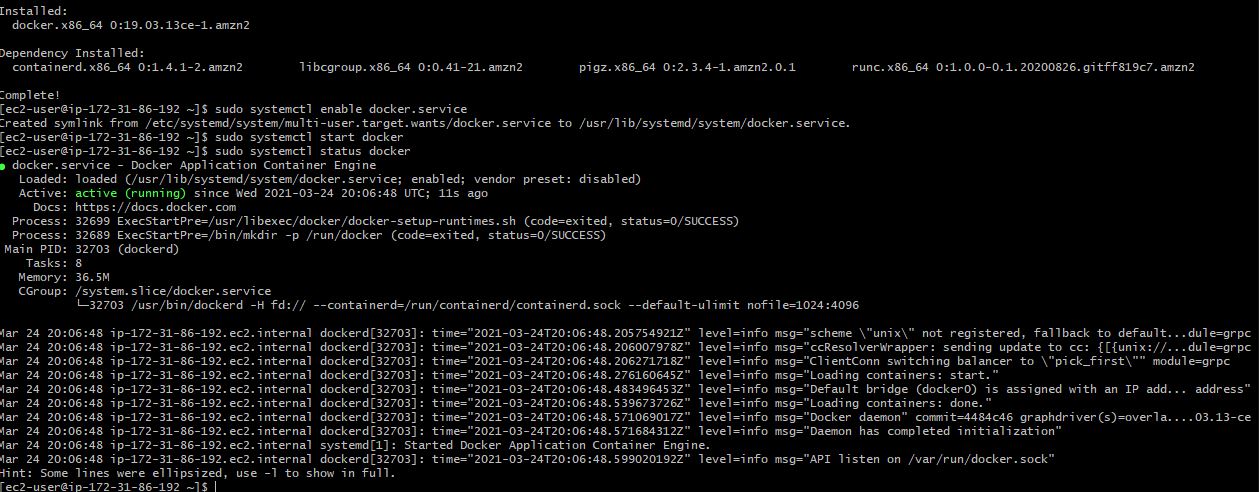 Installed:
  docker.x86_64 0:19.03.13ce-1.amzn2

Dependency Installed:
  containerd.x86_64 0:1.4.1-2.amzn2        libcgroup.x86_64 0:0.41-21.amzn2        pigz.x86_64 0:2.3.4-1.amzn2.0.1        runc.x86_64 0:1.0.0-0.1.20200826.gitff819c7.amzn2

Complete!
[ec2-user@ip-172-31-86-192 ~]$ sudo systemctl enable docker.service
Created symlink from /etc/systemd/system/multi-user.target.wants/docker.service to /usr/lib/systemd/system/docker.service.
[ec2-user@ip-172-31-86-192 ~]$ sudo systemctl start docker
[ec2-user@ip-172-31-86-192 ~]$ sudo systemctl status docker
● docker.service - Docker Application Container Engine
   Loaded: loaded (/usr/lib/systemd/system/docker.service; enabled; vendor preset: disabled)
   Active: active (running) since Wed 2021-03-24 20:06:48 UTC; 11s ago
     Docs: https://docs.docker.com
  Process: 32699 ExecStartPre=/usr/libexec/docker/docker-setup-runtimes.sh (code=exited, status=0/SUCCESS)
  Process: 32689 ExecStartPre=/bin/mkdir -p /run/docker (code=exited, status=0/SUCCESS)
 Main PID: 32703 (dockerd)
    Tasks: 8
   Memory: 36.5M
   CGroup: /system.slice/docker.service
           └─32703 /usr/bin/dockerd -H fd:// --containerd=/run/containerd/containerd.sock --default-ulimit nofile=1024:4096

Mar 24 20:06:48 ip-172-31-86-192.ec2.internal dockerd[32703]: time="2021-03-24T20:06:48.205754921Z" level=info msg="scheme \"unix\" not registered, fallback to default...dule=grpc
Mar 24 20:06:48 ip-172-31-86-192.ec2.internal dockerd[32703]: time="2021-03-24T20:06:48.206007978Z" level=info msg="ccResolverWrapper: sending update to cc: {[{unix://...dule=grpc
Mar 24 20:06:48 ip-172-31-86-192.ec2.internal dockerd[32703]: time="2021-03-24T20:06:48.206271718Z" level=info msg="ClientConn switching balancer to \"pick_first\"" module=grpc
Mar 24 20:06:48 ip-172-31-86-192.ec2.internal dockerd[32703]: time="2021-03-24T20:06:48.276160645Z" level=info msg="Loading containers: start."
Mar 24 20:06:48 ip-172-31-86-192.ec2.internal dockerd[32703]: time="2021-03-24T20:06:48.483496453Z" level=info msg="Default bridge (docker0) is assigned with an IP add... address"
Mar 24 20:06:48 ip-172-31-86-192.ec2.internal dockerd[32703]: time="2021-03-24T20:06:48.539673726Z" level=info msg="Loading containers: done."
Mar 24 20:06:48 ip-172-31-86-192.ec2.internal dockerd[32703]: time="2021-03-24T20:06:48.571069017Z" level=info msg="Docker daemon" commit=4484c46 graphdriver(s)=overla....03.13-ce
Mar 24 20:06:48 ip-172-31-86-192.ec2.internal dockerd[32703]: time="2021-03-24T20:06:48.571684312Z" level=info msg="Daemon has completed initialization"
Mar 24 20:06:48 ip-172-31-86-192.ec2.internal systemd[1]: Started Docker Application Container Engine.
Mar 24 20:06:48 ip-172-31-86-192.ec2.internal dockerd[32703]: time="2021-03-24T20:06:48.599020192Z" level=info msg="API listen on /var/run/docker.sock"
Hint: Some lines were ellipsized, use -l to show in full.
[ec2-user@ip-172-31-86-192 ~]$